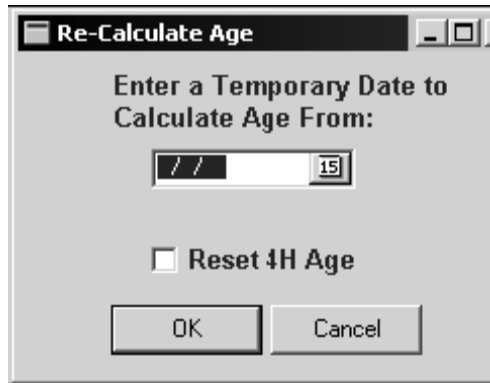 Re-Calculate Age
Enter a Temporary Date to
Calculate Age From:
/ /
15
Reset 4H Age
OK
Cancel